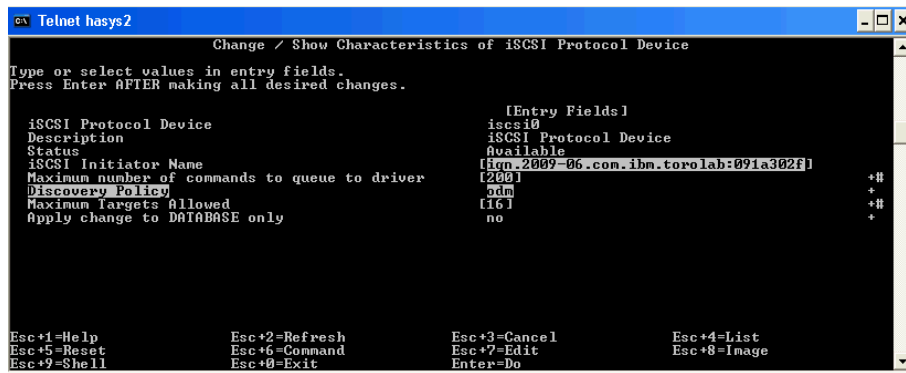 Telnet hasys2
Change / Show Characteristics of iSCSI Protocol Device
Type or select values in entry fields.
Press Enter AFTER making all desired changes.
[Entry Fields]
iSCSI Protocol Device iscsi0
Description iSCSI Protocol Device
Status Available
iSCSI Initiator Name [iqn.2009-06.com.ibm.torolab:091a302f]
Maximum number of commands to queue to driver [200] +#
Discovery Policy odm +
Maximum Targets Allowed [16] +#
Apply change to DATABASE only no +
Esc+1=Help Esc+2=Refresh Esc+3=Cancel Esc+4=List
Esc+5=Reset Esc+6=Command Esc+7=Edit Esc+8=Image
Esc+9=Shell Esc+0=Exit Enter=Do